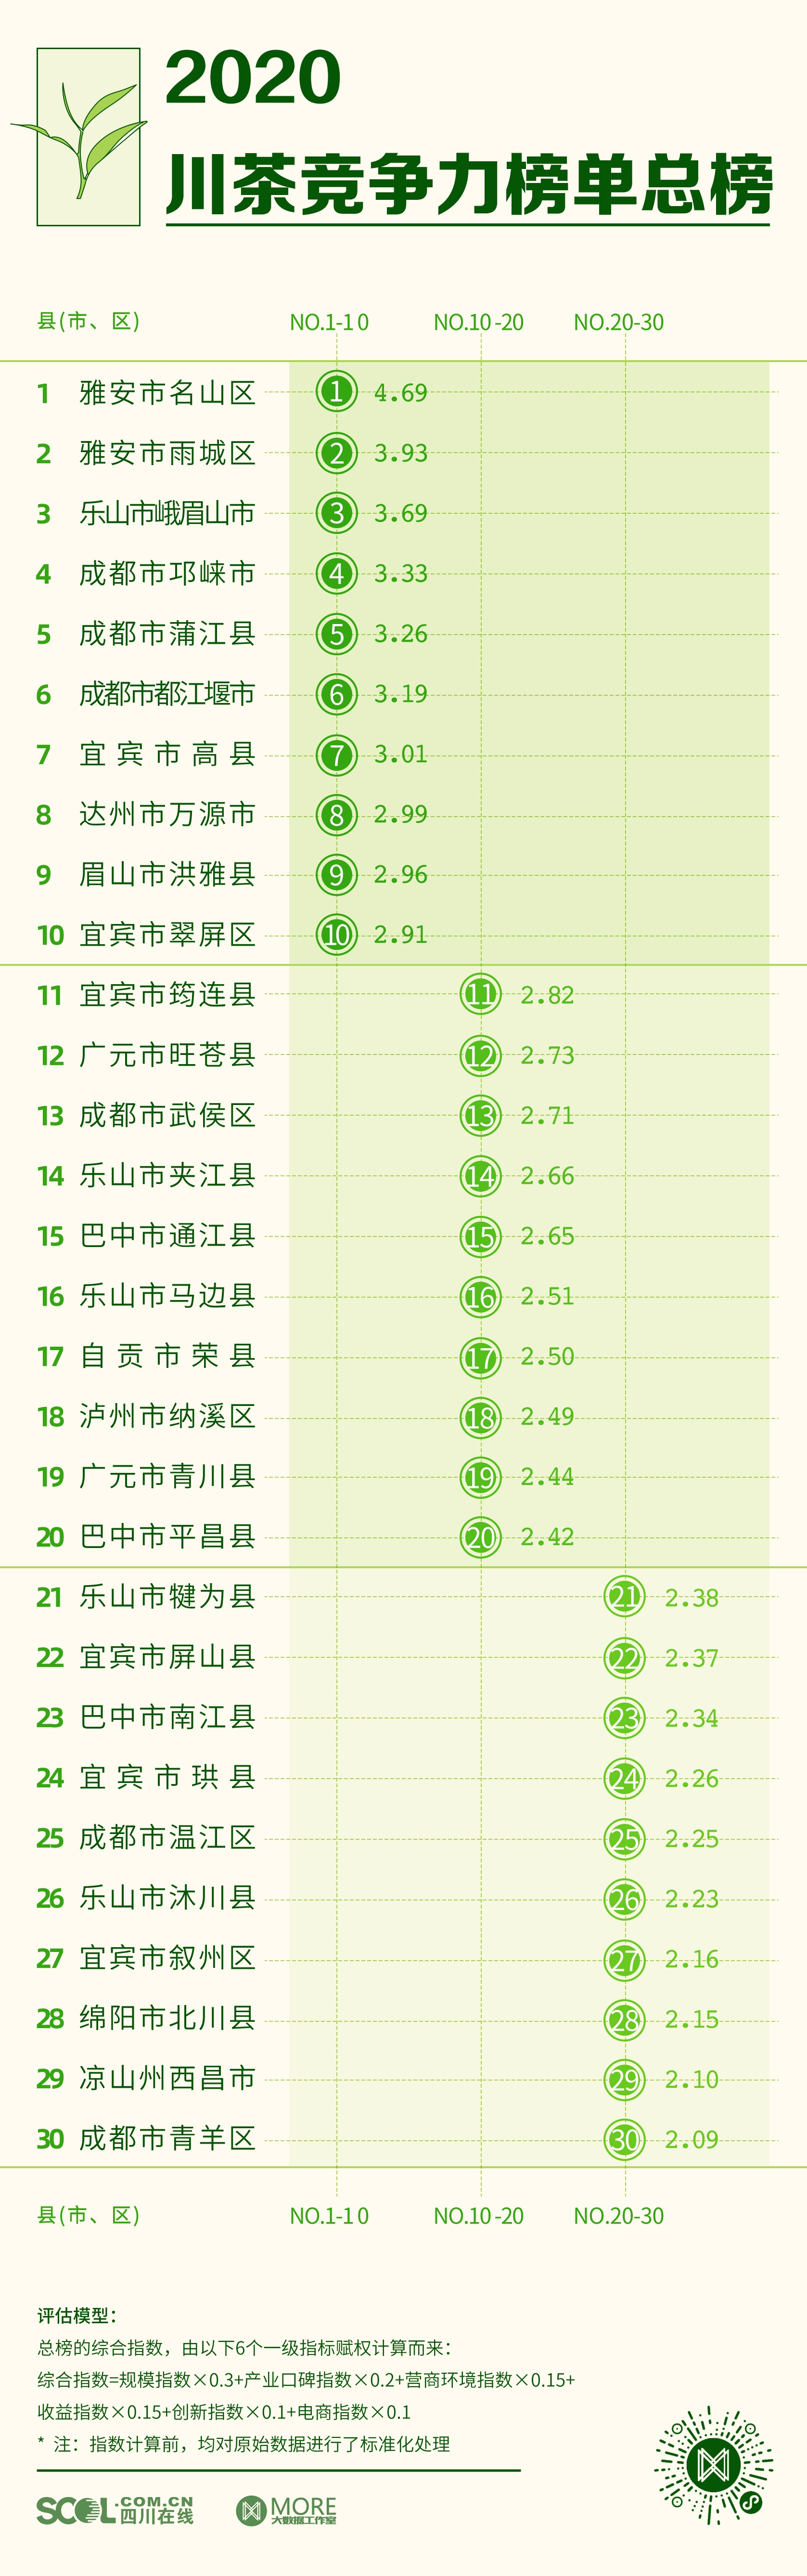 2020
川茶竞争力榜单总榜
县(市、区) NO.1-10 NO.10-20 NO.20-30
1 雅安市名山区 1 4.69
2 雅安市雨城区 2 3.93
3 乐山市峨眉山市 3 3.69
4 成都市邛崃市 4 3.33
5 成都市蒲江县 5 3.26
6 成都市都江堰市 6 3.19
7 宜宾市高县 7 3.01
8 达州市万源市 8 2.99
9 眉山市洪雅县 9 2.96
10 宜宾市翠屏区 10 2.91
11 宜宾市筠连县 11 2.82
12 广元市旺苍县 12 2.73
13 成都市武侯区 13 2.71
14 乐山市夹江县 14 2.66
15 巴中市通江县 15 2.65
16 乐山市马边县 16 2.51
17 自贡市荣县 17 2.50
18 泸州市纳溪区 18 2.49
19 广元市青川县 19 2.44
20 巴中市平昌县 20 2.42
21 乐山市犍为县 21 2.38
22 宜宾市屏山县 22 2.37
23 巴中市南江县 23 2.34
24 宜宾市珙县 24 2.26
25 成都市温江区 25 2.25
26 乐山市沐川县 26 2.23
27 宜宾市叙州区 27 2.16
28 绵阳市北川县 28 2.15
29 凉山州西昌市 29 2.10
30 成都市青羊区 30 2.09
县(市、区) NO.1-10 NO.10-20 NO.20-30
评估模型：
总榜的综合指数，由以下6个一级指标赋权计算而来：
综合指数=规模指数×0.3+产业口碑指数×0.2+营商环境指数×0.15+
收益指数×0.15+创新指数×0.1+电商指数×0.1
* 注：指数计算前，均对原始数据进行了标准化处理
SCOL.COM.CN
四川在线
MORE
大数据工作室